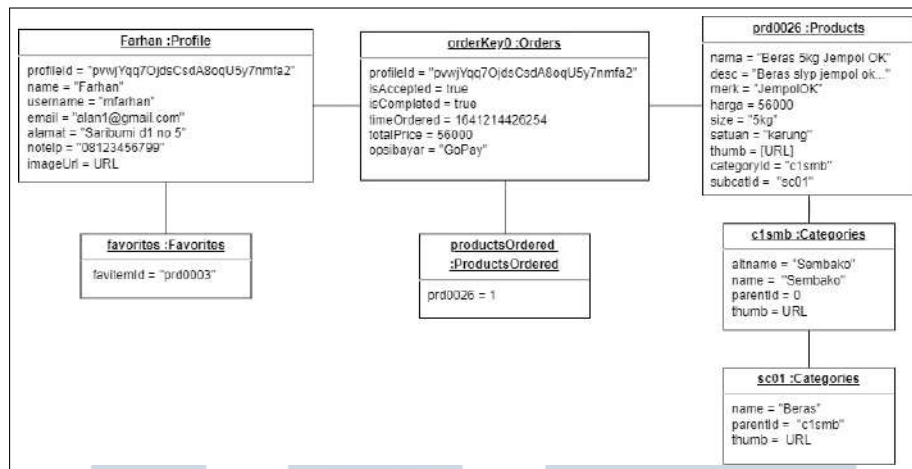 Farhan :Profile
profileId = "pvwjYqq7OjdsCsdA8oqU5y7nmfa2"
name = "Farhan"
username = "mfarhan"
email = "alan1@gmail.com"
alamat = "Saribumi d1 no 5"
notelp = "08123456799"
imageUrl = URL
favorites :Favorites
favitemId = "prd0003"
orderKey0 :Orders
profileId = "pvwjYqq7OjdsCsdA8oqU5y7nmfa2"
isAccepted = true
isCompleted = true
timeOrdered = 1641214426254
totalPrice = 56000
opsibayar = "GoPay"
productsOrdered
:ProductsOrdered
prd0026 = 1
prd0026 :Products
nama = "Beras 5kg Jempol OK"
desc = "Beras slyp jempol ok..."
merk = "JempolOK"
harga = 56000
size = "5kg"
satuan = "karung"
thumb = [URL]
categoryId = "c1smb"
subcatId = "sc01"
c1smb :Categories
altname = "Sembako"
name = "Sembako"
parentId = 0
thumb = URL
sc01 :Categories
name = "Beras"
parentId = "c1smb"
thumb = URL